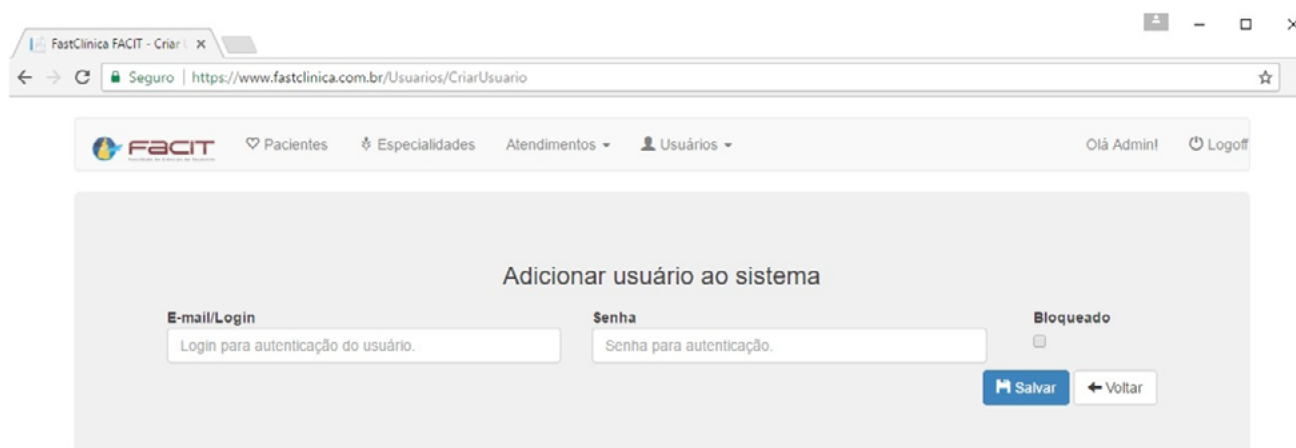 FastClínica FACIT - Criar
Seguro | https://www.fastclinica.com.br/Usuarios/CriarUsuario
FACIT Pacientes Especialidades Atendimentos Usuários Olá Admin! Logoff
Adicionar usuário ao sistema
E-mail/Login Senha Bloqueado
Login para autenticação do usuário. Senha para autenticação.
Salvar Voltar